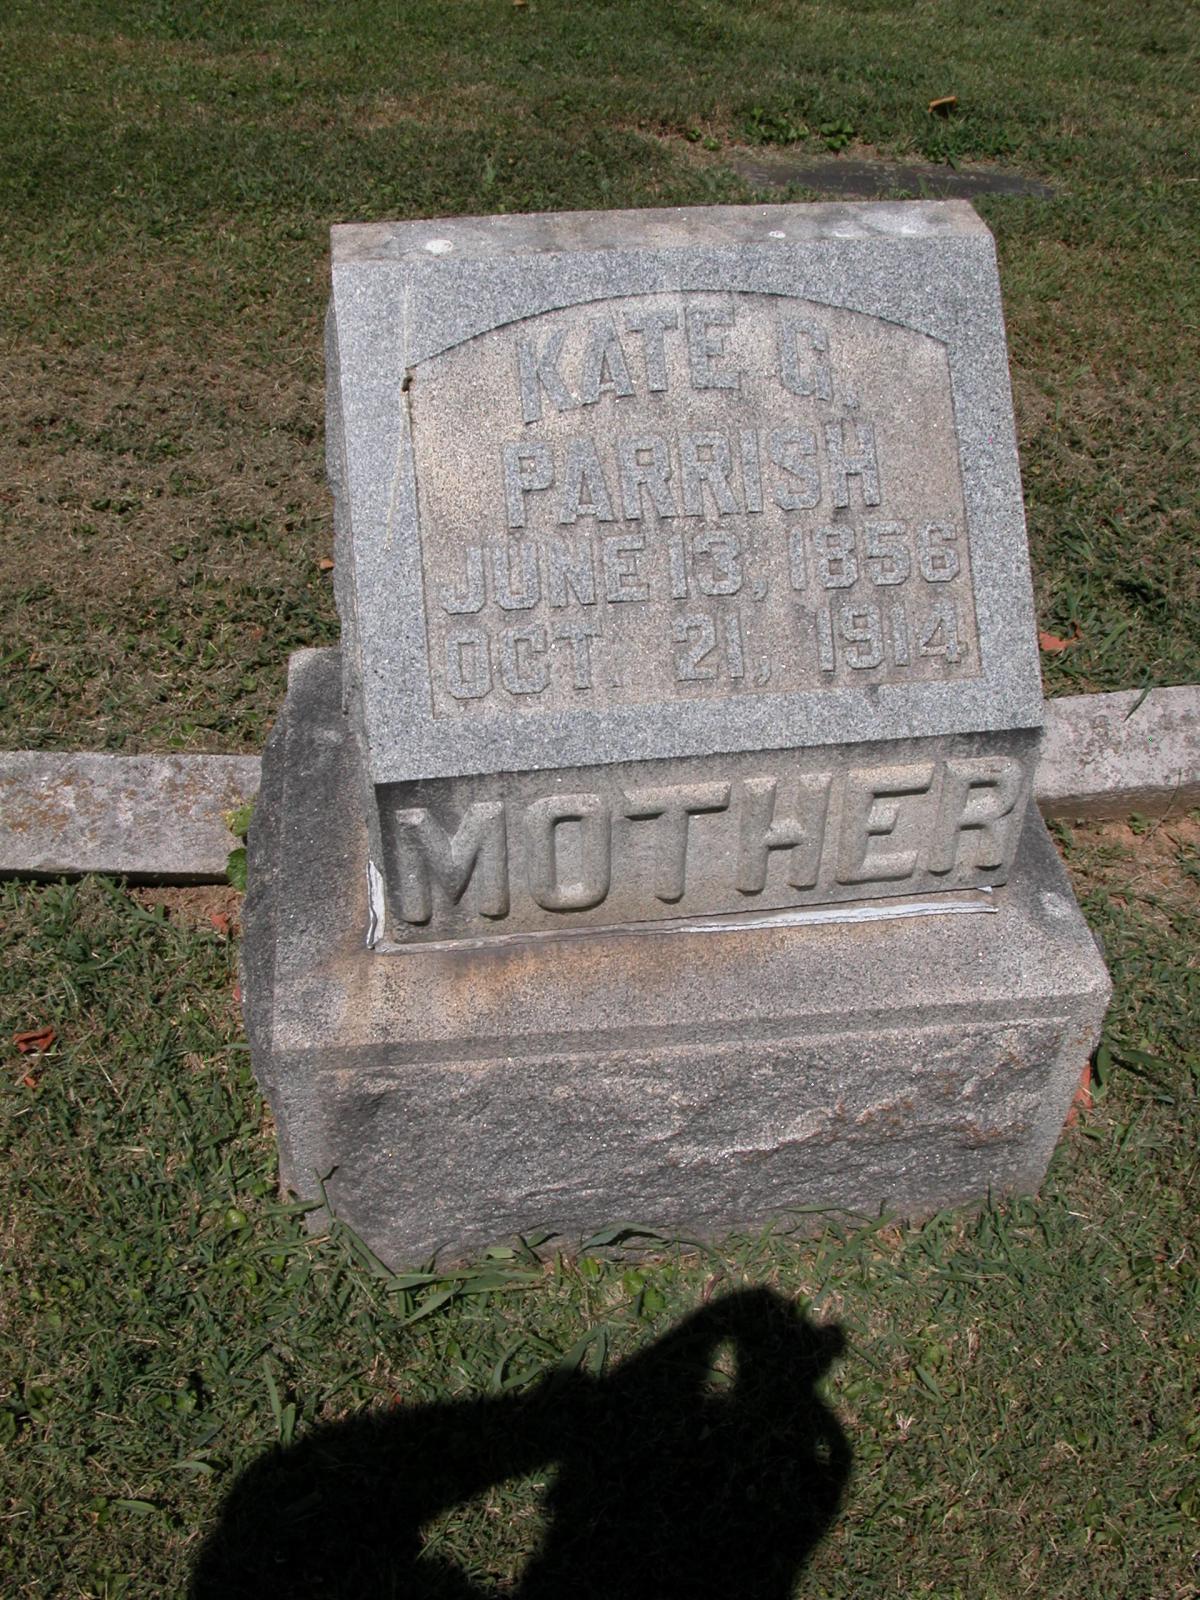 KATE G.
PARRISH
JUNE 13, 1856
OCT. 21, 1914
MOTHER